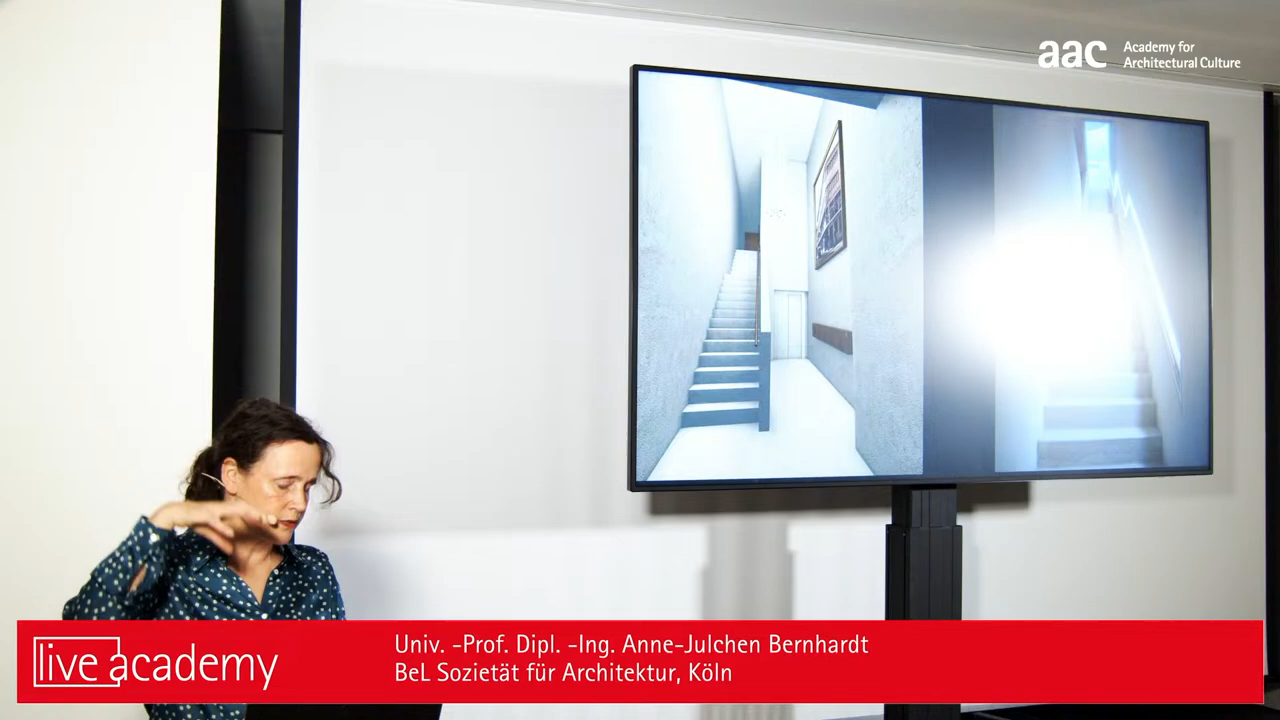 aac
Academy for
Architectural Culture
live academy
Univ. -Prof. Dipl. -Ing. Anne-Julchen Bernhardt
BeL Sozietät für Architektur, Köln